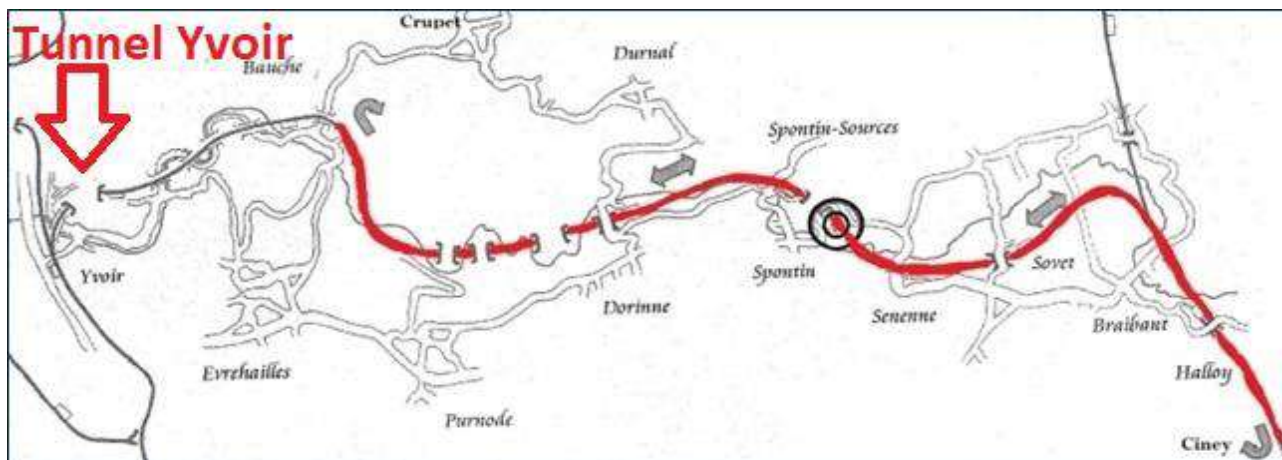 Tunnel Yvoir
Crupet
Bauche
Durnal
Spontin-Sources
Yvoir
Spontin
Sovet
Dorinne
Senenne
Braibant
Evrehailles
Halloy
Purnode
Ciney